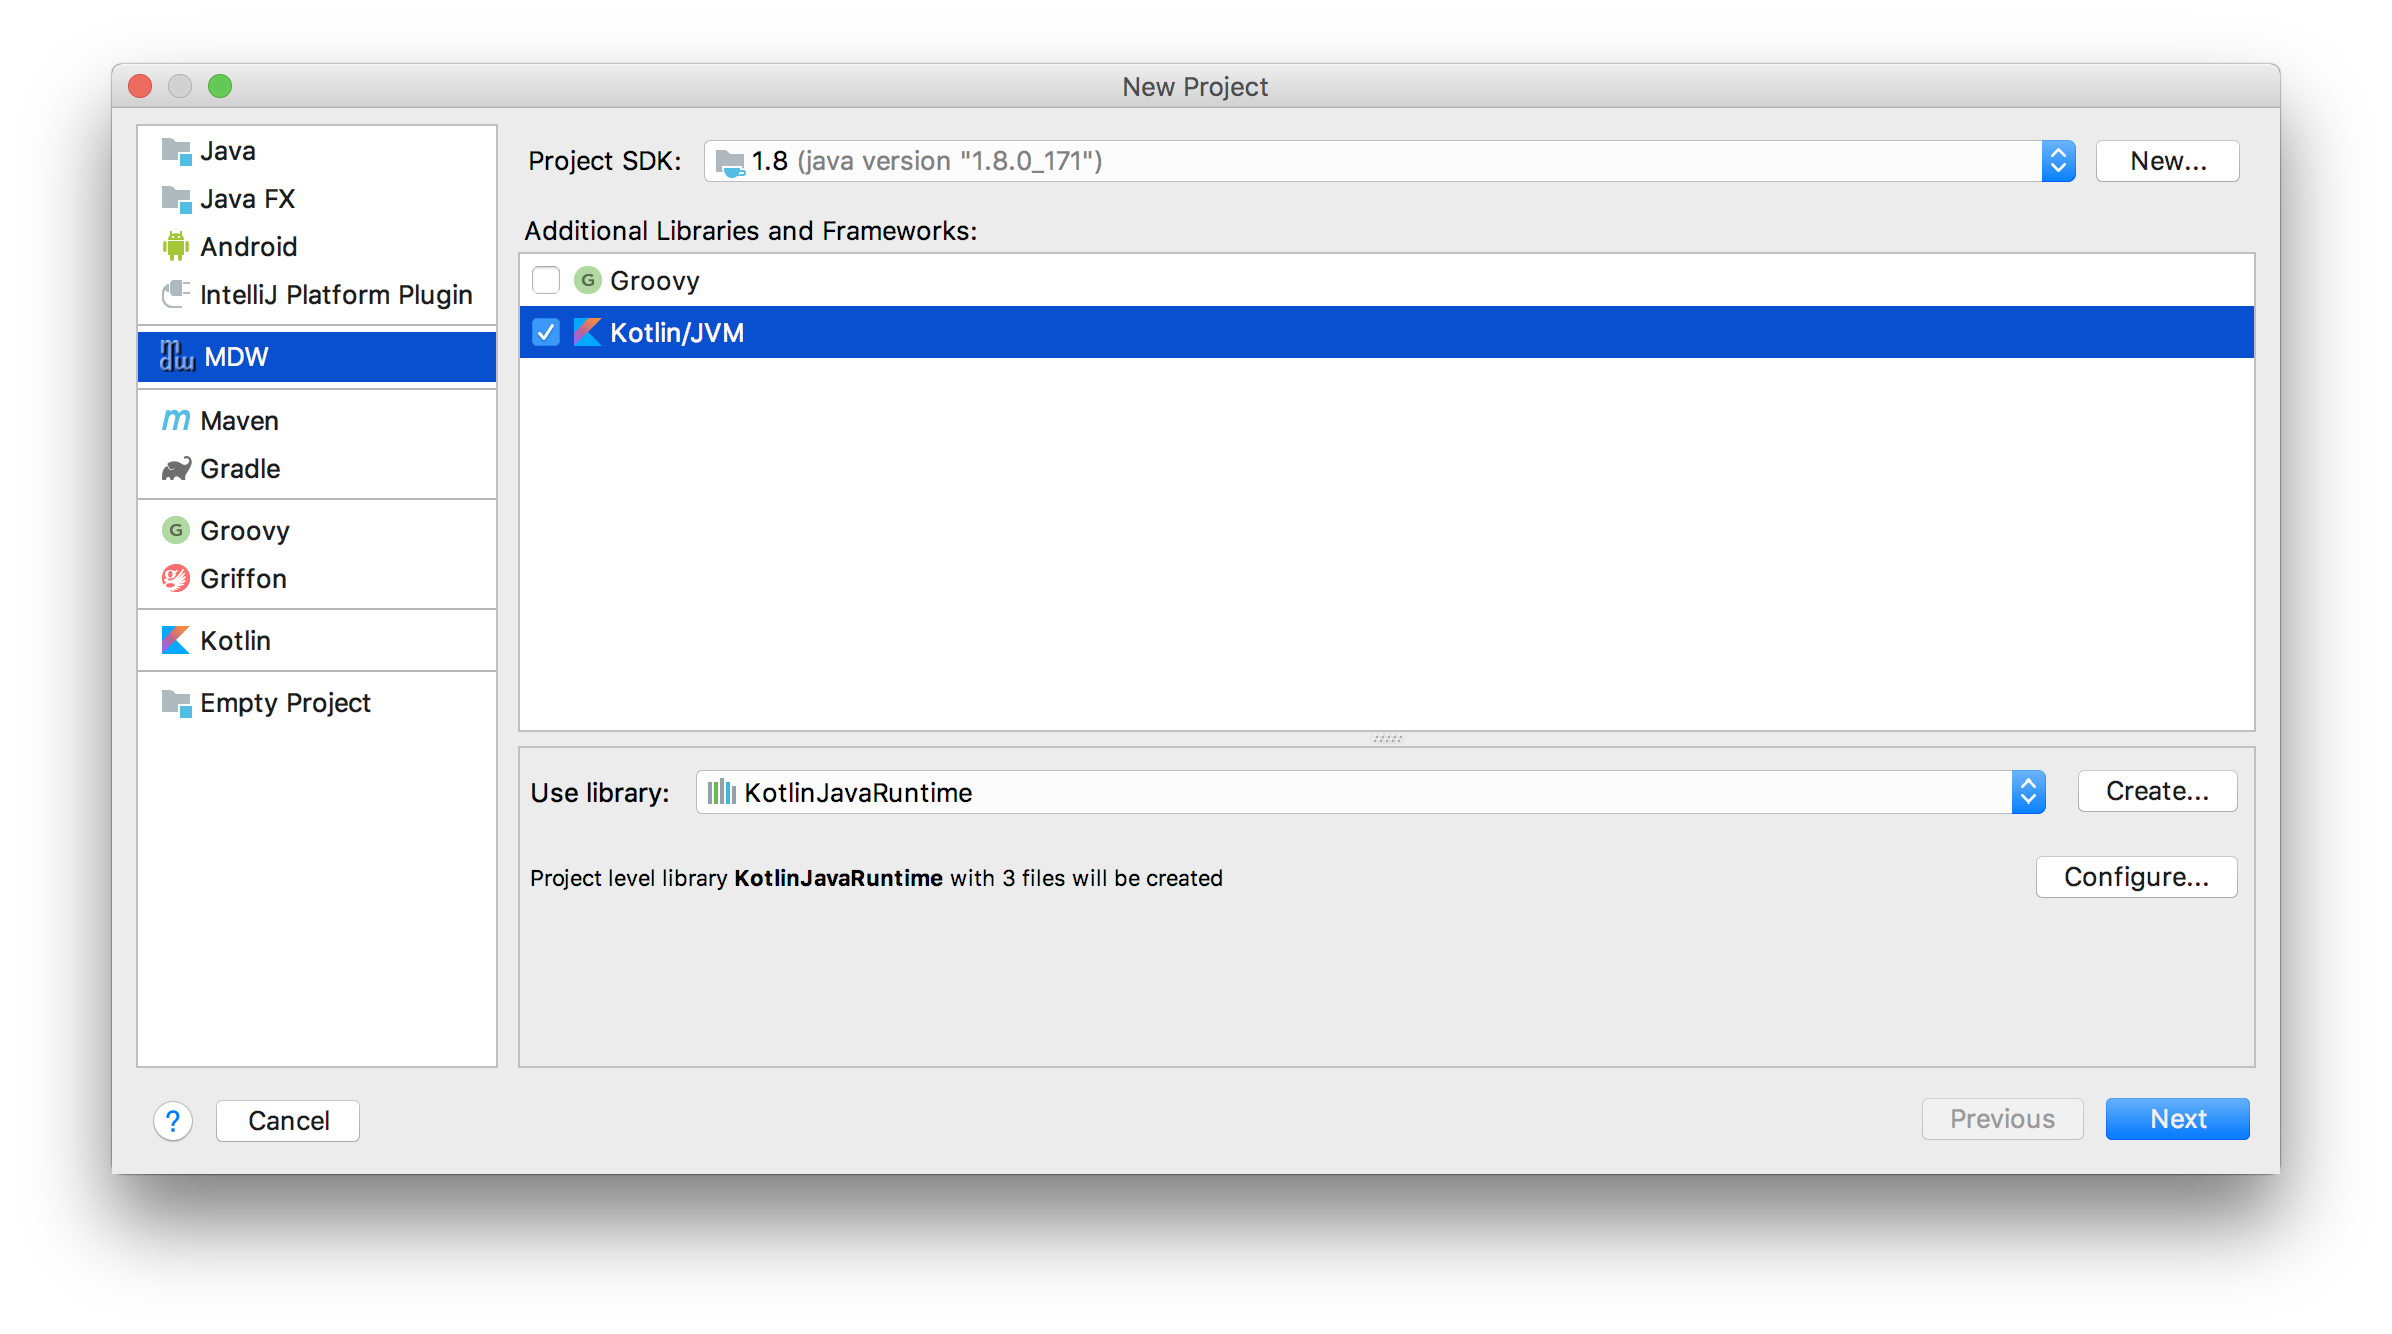 New Project
Java
Java FX
Android
IntelliJ Platform Plugin
mdw MDW
m Maven
Gradle
G Groovy
Griffon
Kotlin
Empty Project
Project SDK: 1.8 (java version "1.8.0_171") New...
Additional Libraries and Frameworks:
G Groovy
Kotlin/JVM
Use library: KotlinJavaRuntime Create...
Project level library KotlinJavaRuntime with 3 files will be created Configure...
? Cancel Previous Next